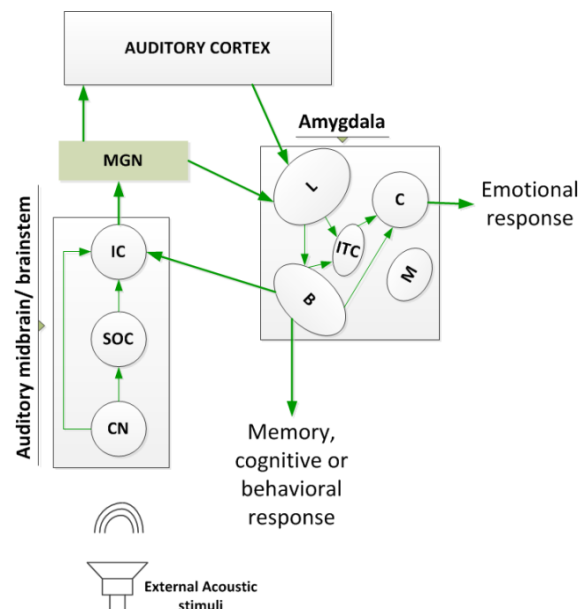 AUDITORY CORTEX
Amygdala
MGN
L
C
Emotional
response
ITC
M
B
IC
SOC
CN
Auditory midbrain/ brainstem
Memory,
cognitive or
behavioral
response
External Acoustic
stimuli